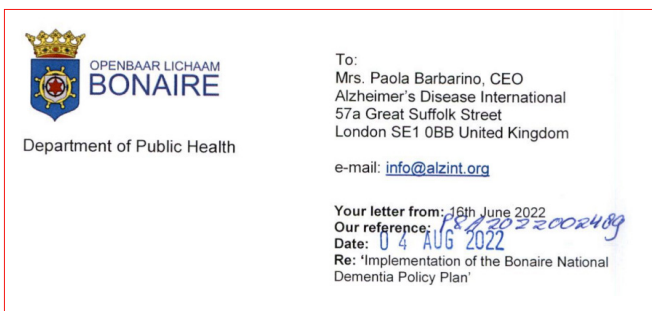 OPENBAAR LICHAAM
BONAIRE
Department of Public Health
To:
Mrs. Paola Barbarino, CEO
Alzheimer's Disease International
57a Great Suffolk Street
London SE1 0BB United Kingdom
e-mail: info@alzint.org
Your letter from: 16th June 2022
Our reference:
Date: 04 AUG 2022
Re: 'Implementation of the Bonaire National
Dementia Policy Plan'